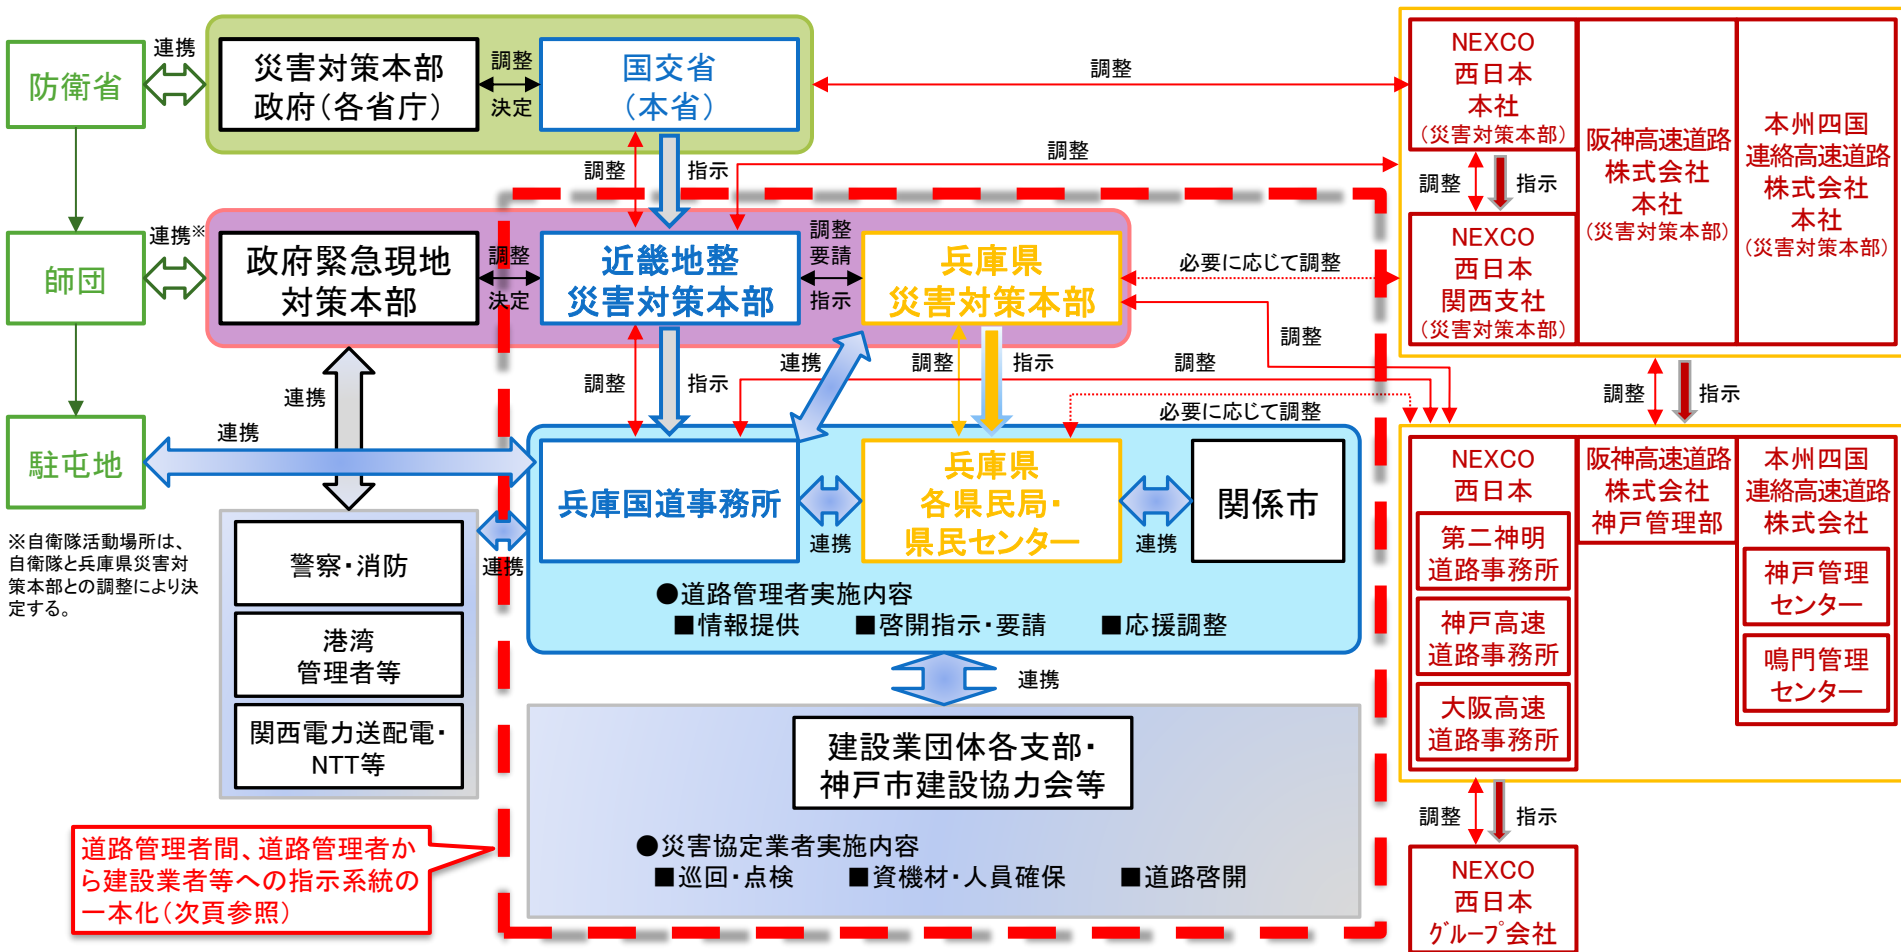 防衛省
連携
災害対策本部
政府（各省庁）
調整
決定
国交省
（本省）
調整
NEXCO
西日本
本社
（災害対策本部）
阪神高速道路
株式会社
本社
（災害対策本部）
本州四国
連絡高速道路
株式会社
本社
（災害対策本部）
調整
指示
調整
調整
指示
師団
連携※
政府緊急現地
対策本部
調整
決定
近畿地整
災害対策本部
調整
要請
指示
兵庫県
災害対策本部
必要に応じて調整
NEXCO
西日本
関西支社
（災害対策本部）
調整
調整
指示
連携
調整
指示
調整
連携
必要に応じて調整
調整
指示
駐屯地
連携
兵庫国道事務所
連携
兵庫県
各県民局・
県民センター
連携
関係市
NEXCO
西日本
第二神明
道路事務所
神戸高速
道路事務所
大阪高速
道路事務所
阪神高速道路
株式会社
神戸管理部
本州四国
連絡高速道路
株式会社
神戸管理
センター
鳴門管理
センター
※自衛隊活動場所は、
自衛隊と兵庫県災害対
策本部との調整により決
定する。
警察・消防
連携
港湾
管理者等
関西電力送配電・
NTT等
●道路管理者実施内容
■情報提供　■啓開指示・要請　■応援調整
連携
建設業団体各支部・
神戸市建設協力会等
●災害協定業者実施内容
■巡回・点検　■資機材・人員確保　■道路啓開
道路管理者間、道路管理者か
ら建設業者等への指示系統の
一本化（次頁参照）
調整
指示
NEXCO
西日本
グループ会社